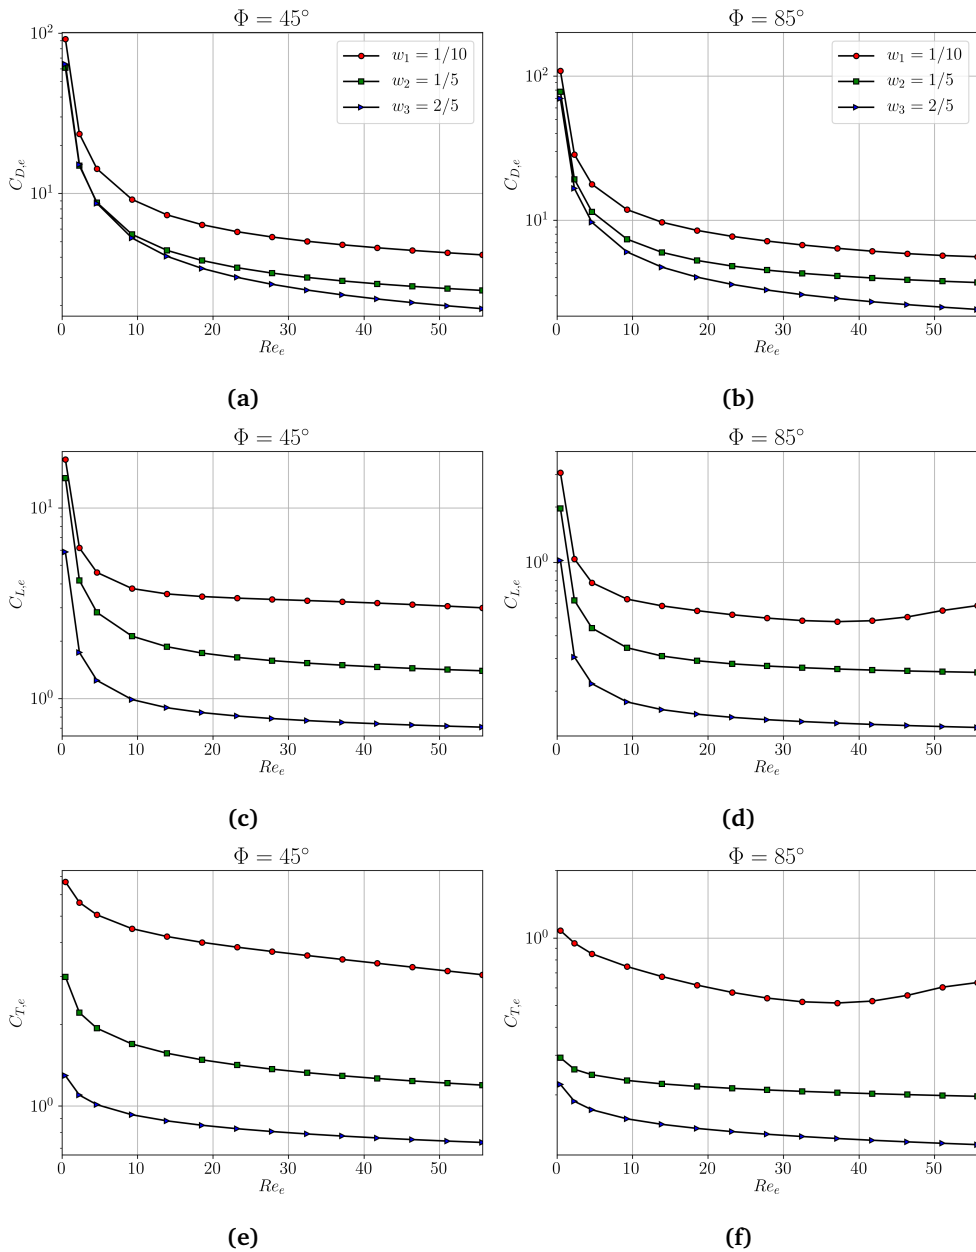 Φ = 45°
Φ = 85°
10²
10¹
C_{D,e}
w₁ = 1/10
w₂ = 1/5
w₃ = 2/5
0 10 20 30 40 50
Re_e
10²
10¹
C_{D,e}
w₁ = 1/10
w₂ = 1/5
w₃ = 2/5
0 10 20 30 40 50
Re_e
(a)
(b)
Φ = 45°
Φ = 85°
10¹
10⁰
C_{L,e}
0 10 20 30 40 50
Re_e
10⁰
C_{L,e}
0 10 20 30 40 50
Re_e
(c)
(d)
Φ = 45°
Φ = 85°
10⁰
C_{T,e}
0 10 20 30 40 50
Re_e
10⁰
C_{T,e}
0 10 20 30 40 50
Re_e
(e)
(f)